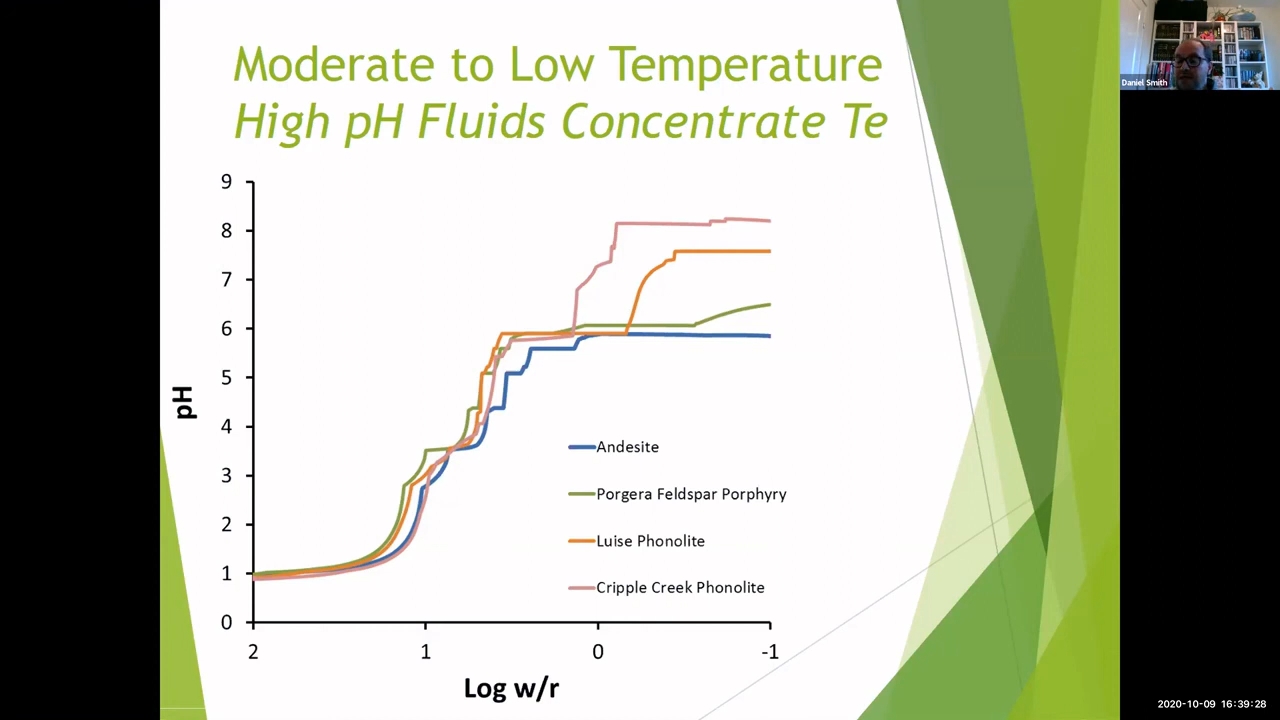 Moderate to Low Temperature
High pH Fluids Concentrate Te
Daniel Smith
9
8
7
6
5
4
3
2
1
0
pH
Andesite
Porgera Feldspar Porphyry
Luise Phonolite
Cripple Creek Phonolite
2 1 0 -1
Log w/r
2020-10-09 16:39:28